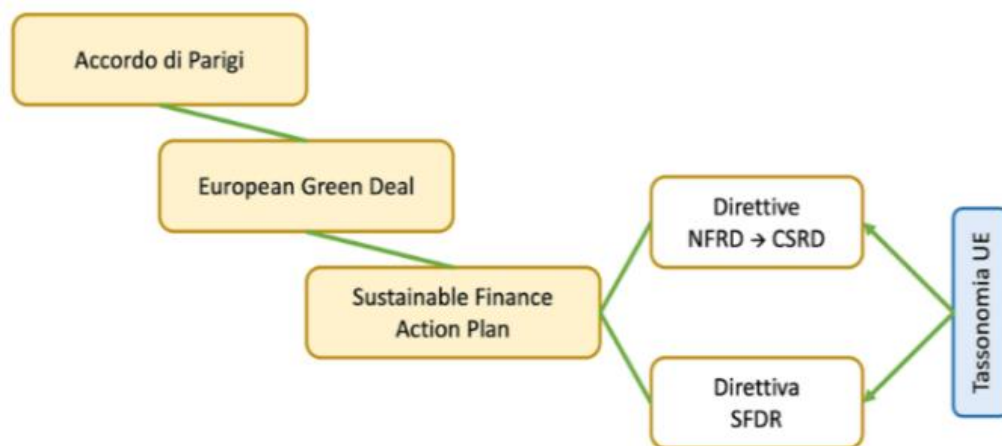 Accordo di Parigi
European Green Deal
Sustainable Finance
Action Plan
Direttive
NFRD → CSRD
Direttiva
SFDR
Tassonomia UE